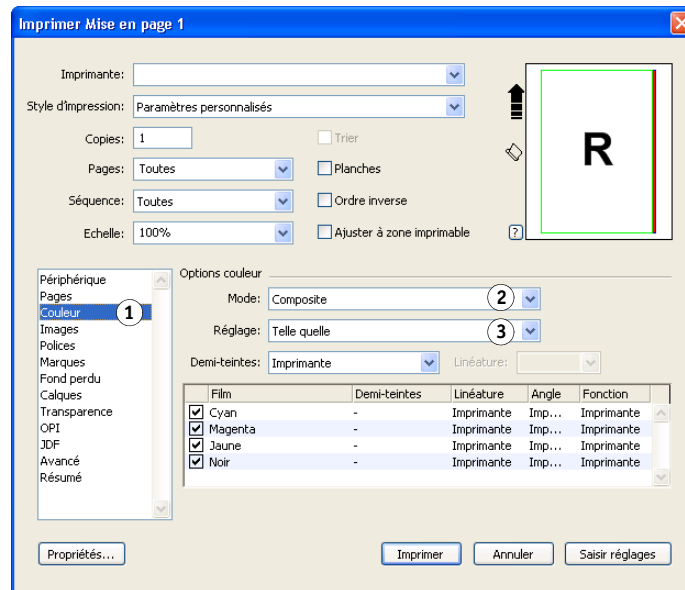 Imprimer Mise en page 1
Imprimante:
Style d'impression: Paramètres personnalisés
Copies: 1 Trier
Pages: Toutes Planches
Séquence: Toutes Ordre inverse
Echelle: 100% Ajuster à zone imprimable ?
R
Périphérique
Pages
Couleur 1
Images
Polices
Marques
Fond perdu
Calques
Transparence
OPI
JDF
Avancé
Résumé
Options couleur
Mode: Composite 2
Réglage: Telle quelle 3
Demi-teintes: Imprimante Linéature:
Film Demi-teintes Linéature Angle Fonction
Cyan - Imprimante Imp... Imprimante
Magenta - Imprimante Imp... Imprimante
Jaune - Imprimante Imp... Imprimante
Noir - Imprimante Imp... Imprimante
Propriétés... Imprimer Annuler Saisir réglages